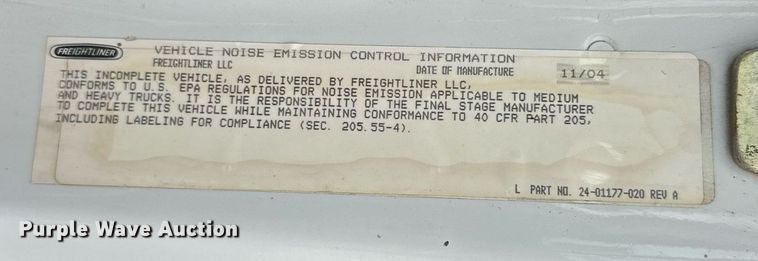 FREIGHTLINER
VEHICLE NOISE EMISSION CONTROL INFORMATION
FREIGHTLINER LLC DATE OF MANUFACTURE 11/04
THIS INCOMPLETE VEHICLE, AS DELIVERED BY FREIGHTLINER LLC,
CONFORMS TO U.S. EPA REGULATIONS FOR NOISE EMISSION APPLICABLE TO MEDIUM
AND HEAVY TRUCKS. IT IS THE RESPONSIBILITY OF THE FINAL STAGE MANUFACTURER
TO COMPLETE THIS VEHICLE WHILE MAINTAINING CONFORMANCE TO 40 CFR PART 205,
INCLUDING LABELING FOR COMPLIANCE (SEC. 205.55-4).
L PART NO. 24-01177-020 REV A
Purple Wave Auction